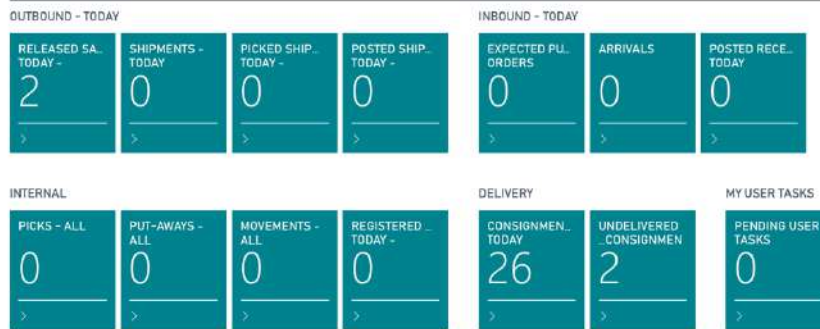 OUTBOUND - TODAY
INBOUND - TODAY
RELEASED SA...
TODAY -
2
>
SHIPMENTS -
TODAY
0
>
PICKED SHIP...
TODAY -
0
>
POSTED SHIP...
TODAY -
0
>
EXPECTED PU...
ORDERS
0
>
ARRIVALS
0
>
POSTED RECE...
TODAY
0
>
INTERNAL
DELIVERY
MY USER TASKS
PICKS - ALL
0
>
PUT-AWAYS -
ALL
0
>
MOVEMENTS -
ALL
0
>
REGISTERED ...
TODAY -
0
>
CONSIGNMEN...
TODAY
26
>
UNDELIVERED
...CONSIGNMEN
2
>
PENDING USER
TASKS
0
>